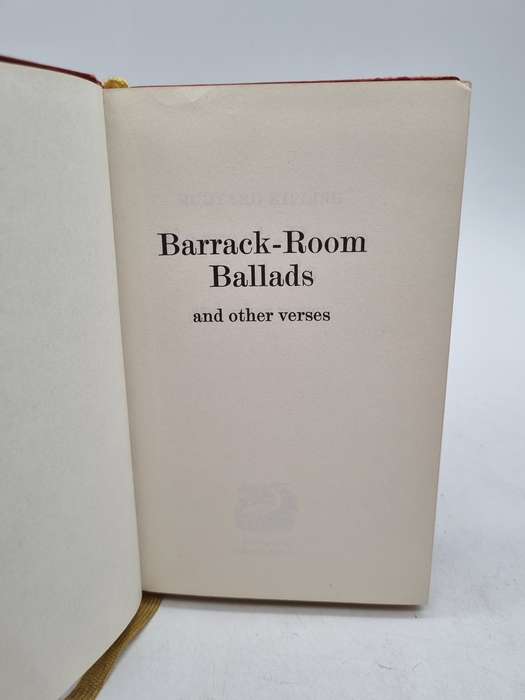 Barrack-Room
Ballads
and other verses